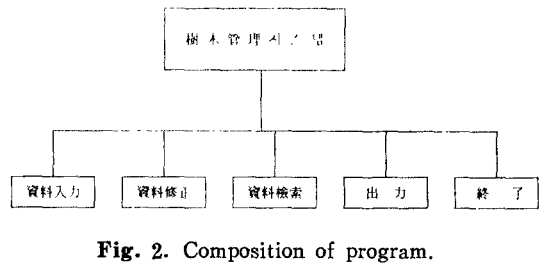 樹木管理시스템
資料入力
資料修正
資料檢索
出力
終了
Fig. 2. Composition of program.